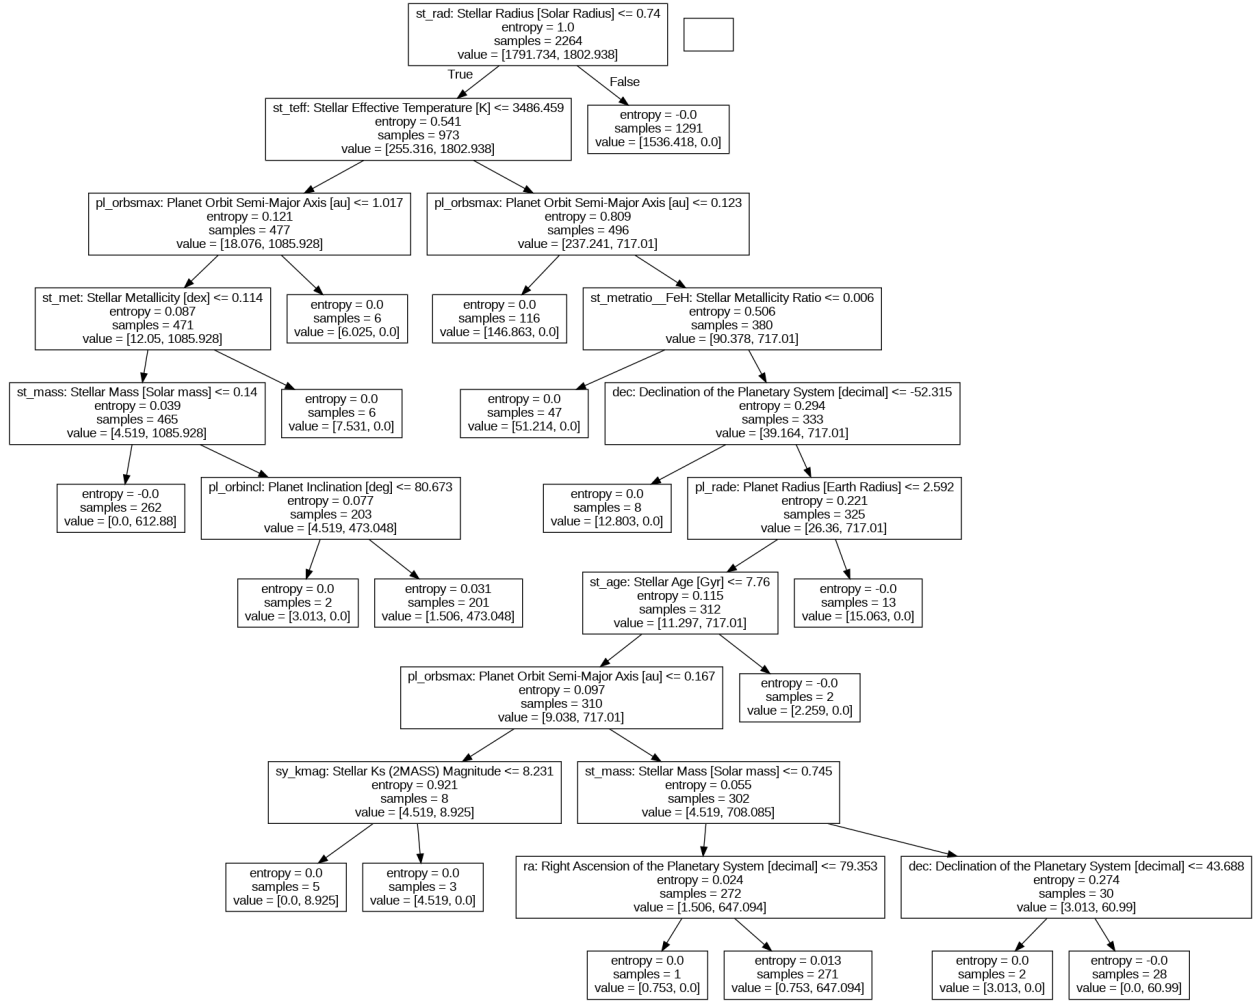 st_rad: Stellar Radius [Solar Radius] <= 0.74
entropy = 1.0
samples = 2264
value = [1791.734, 1802.938]
True
False
st_teff: Stellar Effective Temperature [K] <= 3486.459
entropy = 0.541
samples = 973
value = [255.316, 1802.938]
entropy = -0.0
samples = 1291
value = [1536.418, 0.0]
pl_orbsmax: Planet Orbit Semi-Major Axis [au] <= 1.017
entropy = 0.121
samples = 477
value = [18.076, 1085.928]
pl_orbsmax: Planet Orbit Semi-Major Axis [au] <= 0.123
entropy = 0.809
samples = 496
value = [237.241, 717.01]
st_met: Stellar Metallicity [dex] <= 0.114
entropy = 0.087
samples = 471
value = [12.05, 1085.928]
entropy = 0.0
samples = 6
value = [6.025, 0.0]
entropy = 0.0
samples = 116
value = [146.863, 0.0]
st_metratio__FeH: Stellar Metallicity Ratio <= 0.006
entropy = 0.506
samples = 380
value = [90.378, 717.01]
st_mass: Stellar Mass [Solar mass] <= 0.14
entropy = 0.039
samples = 465
value = [4.519, 1085.928]
entropy = 0.0
samples = 6
value = [7.531, 0.0]
entropy = 0.0
samples = 47
value = [51.214, 0.0]
dec: Declination of the Planetary System [decimal] <= -52.315
entropy = 0.294
samples = 333
value = [39.164, 717.01]
entropy = -0.0
samples = 262
value = [0.0, 612.88]
pl_orbincl: Planet Inclination [deg] <= 80.673
entropy = 0.077
samples = 203
value = [4.519, 473.048]
entropy = 0.0
samples = 8
value = [12.803, 0.0]
pl_rade: Planet Radius [Earth Radius] <= 2.592
entropy = 0.221
samples = 325
value = [26.36, 717.01]
entropy = 0.0
samples = 2
value = [3.013, 0.0]
entropy = 0.031
samples = 201
value = [1.506, 473.048]
st_age: Stellar Age [Gyr] <= 7.76
entropy = 0.115
samples = 312
value = [11.297, 717.01]
entropy = -0.0
samples = 13
value = [15.063, 0.0]
pl_orbsmax: Planet Orbit Semi-Major Axis [au] <= 0.167
entropy = 0.097
samples = 310
value = [9.038, 717.01]
entropy = -0.0
samples = 2
value = [2.259, 0.0]
sy_kmag: Stellar Ks (2MASS) Magnitude <= 8.231
entropy = 0.921
samples = 8
value = [4.519, 8.925]
st_mass: Stellar Mass [Solar mass] <= 0.745
entropy = 0.055
samples = 302
value = [4.519, 708.085]
entropy = 0.0
samples = 5
value = [0.0, 8.925]
entropy = 0.0
samples = 3
value = [4.519, 0.0]
ra: Right Ascension of the Planetary System [decimal] <= 79.353
entropy = 0.024
samples = 272
value = [1.506, 647.094]
dec: Declination of the Planetary System [decimal] <= 43.688
entropy = 0.274
samples = 30
value = [3.013, 60.99]
entropy = 0.0
samples = 1
value = [0.753, 0.0]
entropy = 0.013
samples = 271
value = [0.753, 647.094]
entropy = 0.0
samples = 2
value = [3.013, 0.0]
entropy = -0.0
samples = 28
value = [0.0, 60.99]